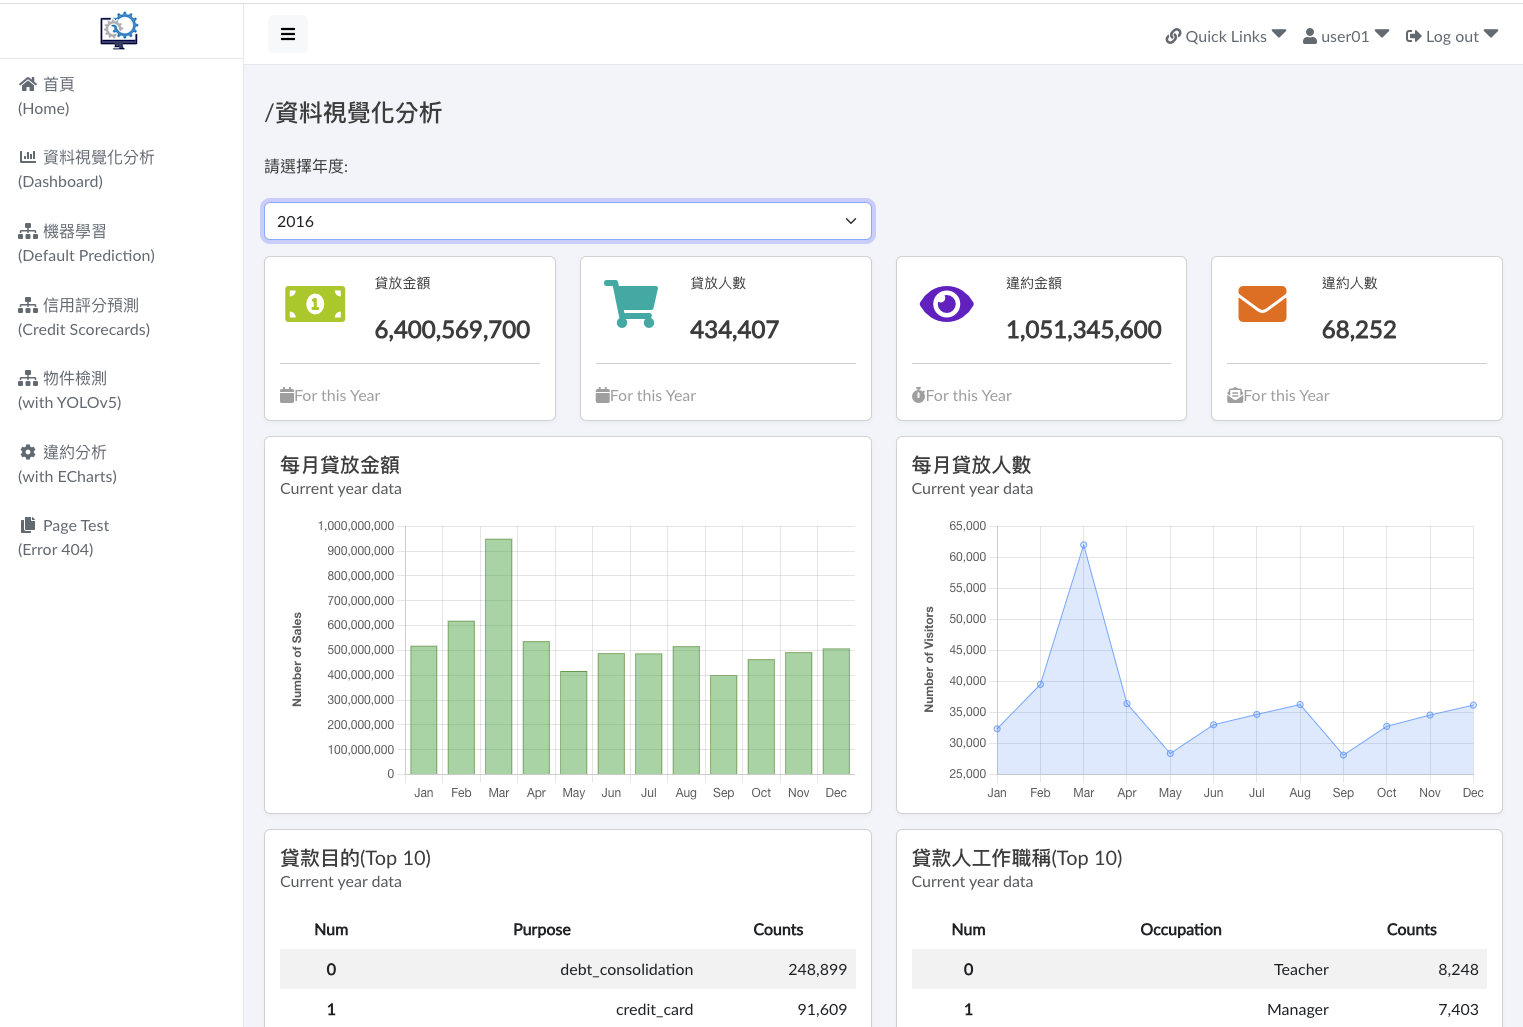 Quick Links
user01
Log out
首頁
(Home)
資料視覺化分析
(Dashboard)
機器學習
(Default Prediction)
信用評分預測
(Credit Scorecards)
物件檢測
(with YOLOv5)
違約分析
(with ECharts)
Page Test
(Error 404)
/資料視覺化分析
請選擇年度:
2016
貸放金額
6,400,569,700
For this Year
貸放人數
434,407
For this Year
違約金額
1,051,345,600
For this Year
違約人數
68,252
For this Year
每月貸放金額
Current year data
Number of Sales
1,000,000,000
900,000,000
800,000,000
700,000,000
600,000,000
500,000,000
400,000,000
300,000,000
200,000,000
100,000,000
0
Jan Feb Mar Apr May Jun Jul Aug Sep Oct Nov Dec
每月貸放人數
Current year data
Number of Visitors
65,000
60,000
55,000
50,000
45,000
40,000
35,000
30,000
25,000
Jan Feb Mar Apr May Jun Jul Aug Sep Oct Nov Dec
貸款目的(Top 10)
Current year data
Num Purpose Counts
0 debt_consolidation 248,899
1 credit_card 91,609
貸款人工作職稱(Top 10)
Current year data
Num Occupation Counts
0 Teacher 8,248
1 Manager 7,403